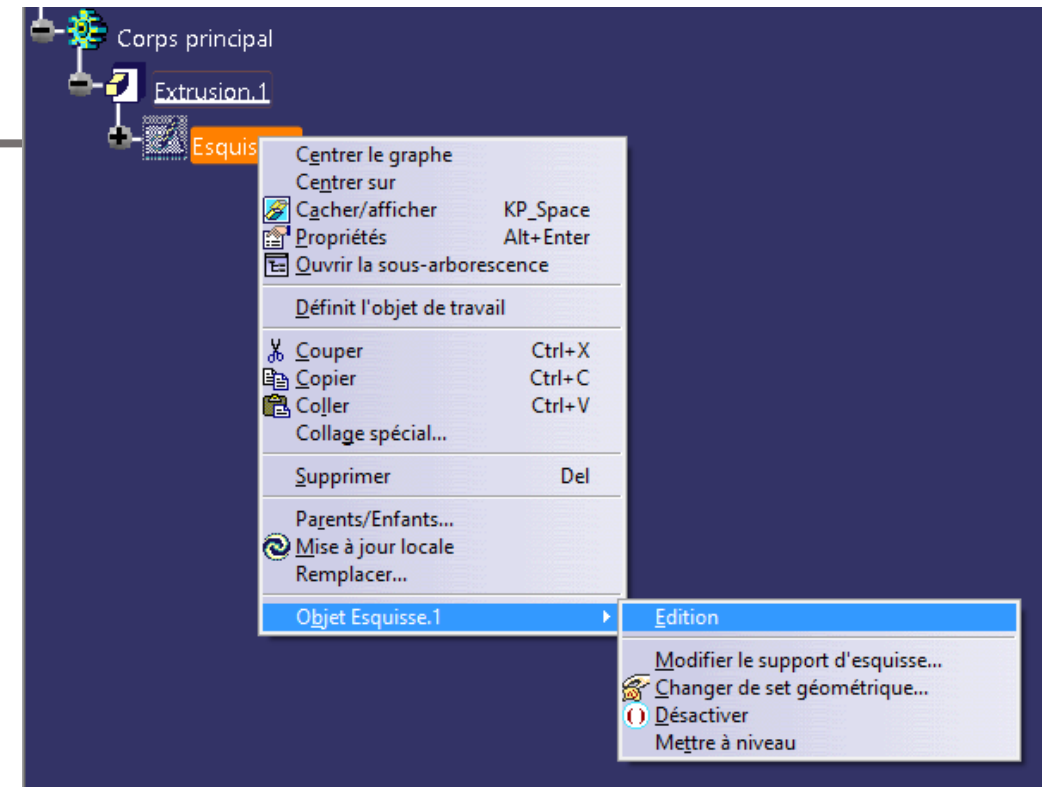 Corps principal
Extrusion.1
Esquis
Centrer le graphe
Centrer sur
Cacher/afficher KP_Space
Propriétés Alt+Enter
Ouvrir la sous-arborescence
Définit l'objet de travail
Couper Ctrl+X
Copier Ctrl+C
Coller Ctrl+V
Collage spécial...
Supprimer Del
Parents/Enfants...
Mise à jour locale
Remplacer...
Objet Esquisse.1
Edition
Modifier le support d'esquisse...
Changer de set géométrique...
Désactiver
Mettre à niveau